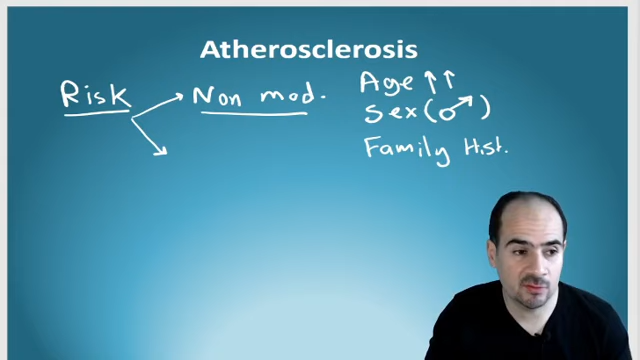 Atherosclerosis
Risk → Non mod.
Age ↑↑
Sex (♂)
Family Hist.